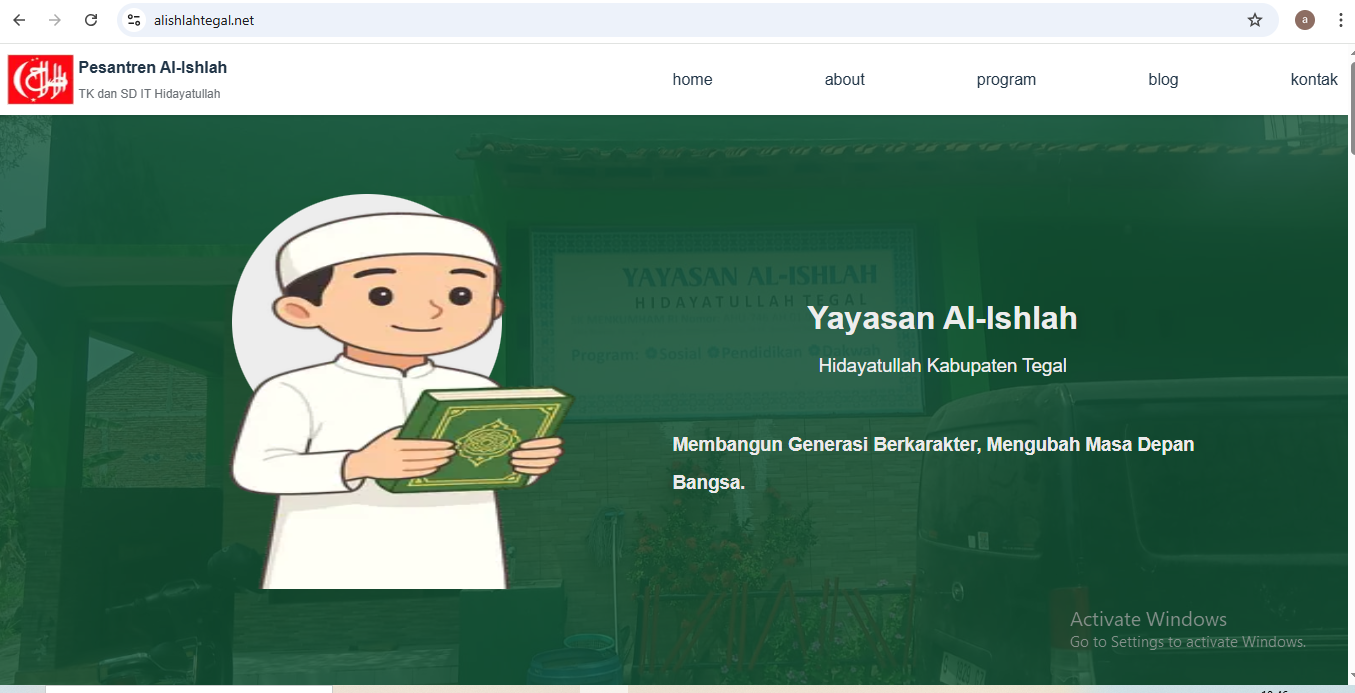 alishlahtegal.net
a
Pesantren Al-Ishlah
TK dan SD IT Hidayatullah
home about program blog kontak
YAYASAN AL-ISHLAH
HIDAYATULLAH TEGAL
Program: Sosial Pendidikan Dakwah
Yayasan Al-Ishlah
Hidayatullah Kabupaten Tegal
Membangun Generasi Berkarakter, Mengubah Masa Depan
Bangsa.
Activate Windows
Go to Settings to activate Windows.